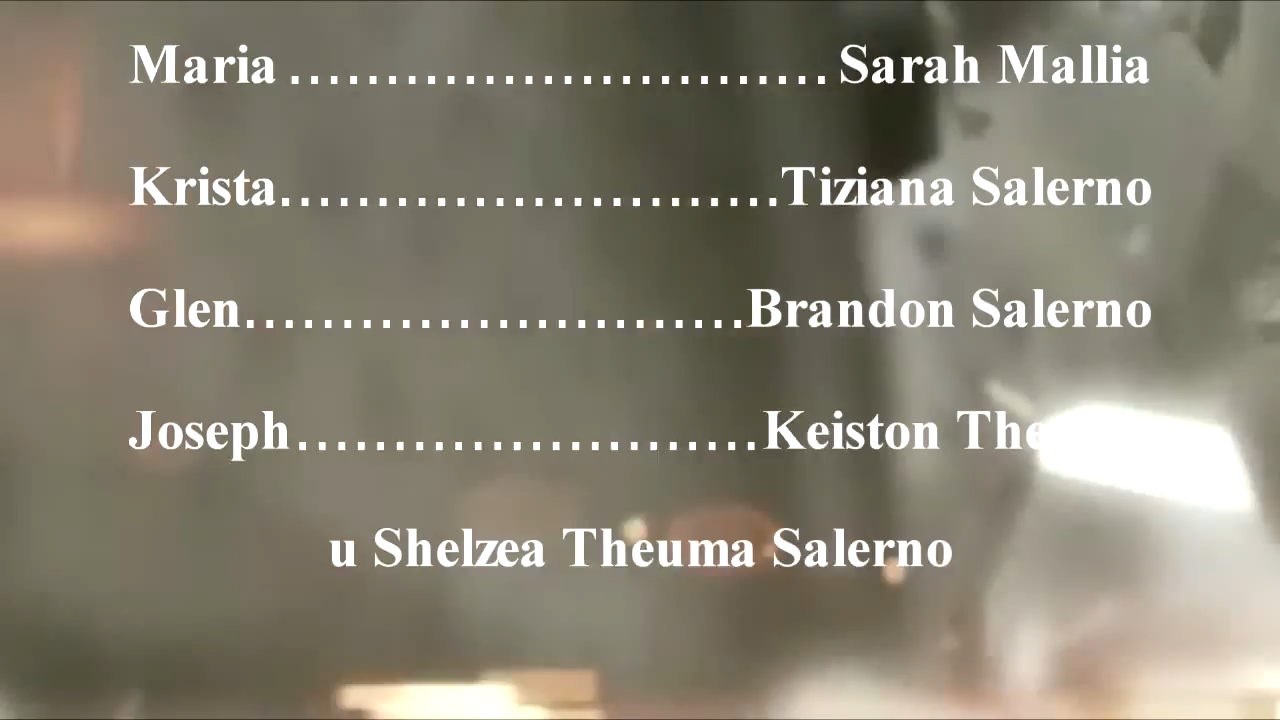 Maria ............................ Sarah Mallia
Krista..........................Tiziana Salerno
Glen..........................Brandon Salerno
Joseph........................Keiston
u Shelzea Theuma Salerno